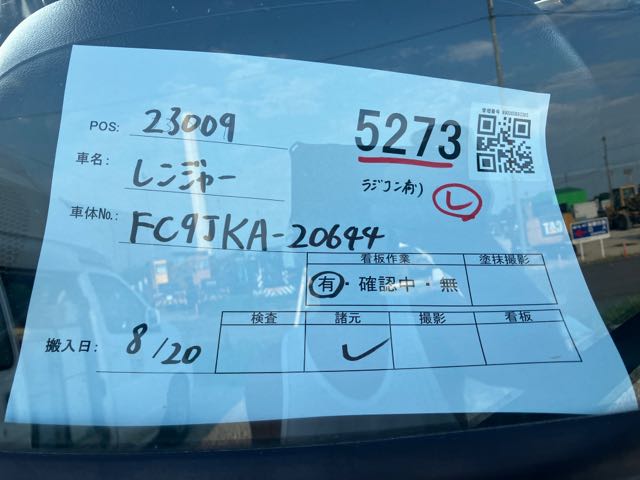 POS: 23009
5273
車名: レンジャー
ラジコン有り
レ
車体No.: FC9JKA-20644
看板作業 塗抹撮影
有・確認中・無
検査 諸元 撮影 看板
搬入日: 8/20